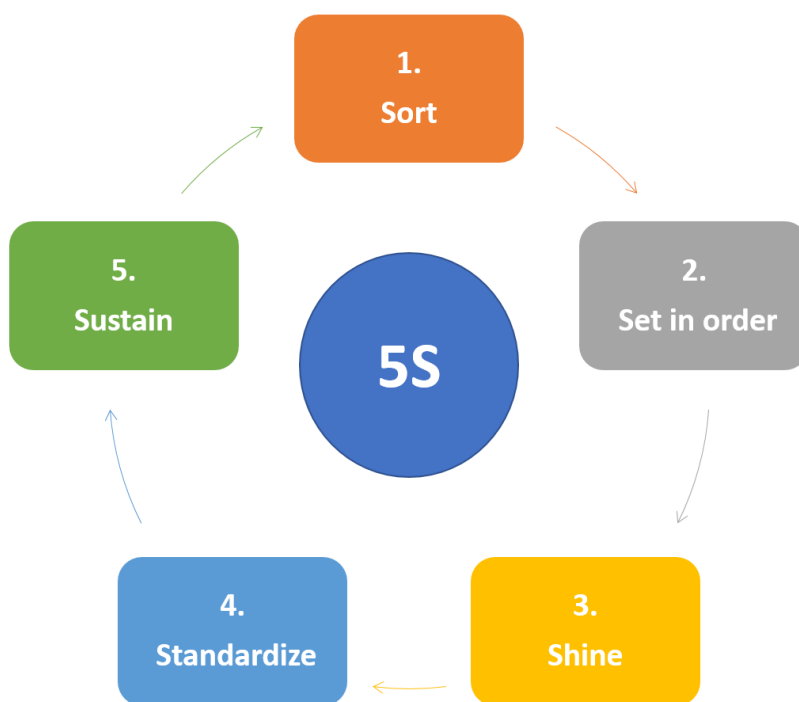 1.
Sort
2.
Set in order
3.
Shine
4.
Standardize
5.
Sustain
5S